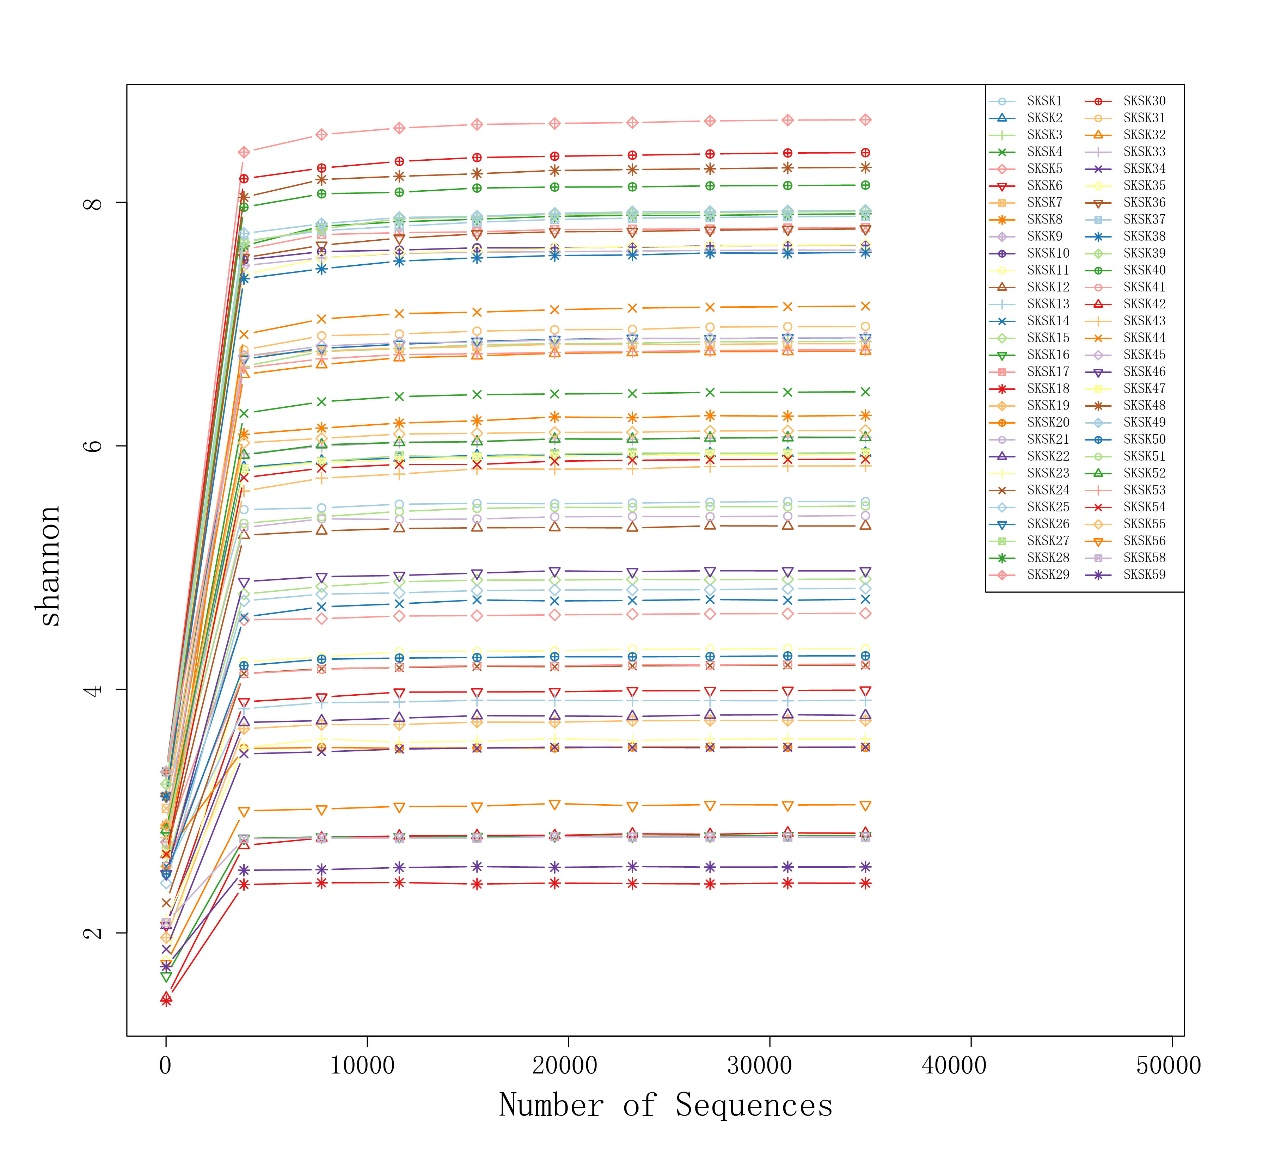 SKSK1 SKSK30
SKSK2 SKSK31
SKSK3 SKSK32
SKSK4 SKSK33
SKSK5 SKSK34
SKSK6 SKSK35
SKSK7 SKSK36
SKSK8 SKSK37
SKSK9 SKSK38
SKSK10 SKSK39
SKSK11 SKSK40
SKSK12 SKSK41
SKSK13 SKSK42
SKSK14 SKSK43
SKSK15 SKSK44
SKSK16 SKSK45
SKSK17 SKSK46
SKSK18 SKSK47
SKSK19 SKSK48
SKSK20 SKSK49
SKSK21 SKSK50
SKSK22 SKSK51
SKSK23 SKSK52
SKSK24 SKSK53
SKSK25 SKSK54
SKSK26 SKSK55
SKSK27 SKSK56
SKSK28 SKSK58
SKSK29 SKSK59
8
6
4
2
shannon
0 10000 20000 30000 40000 50000
Number of Sequences